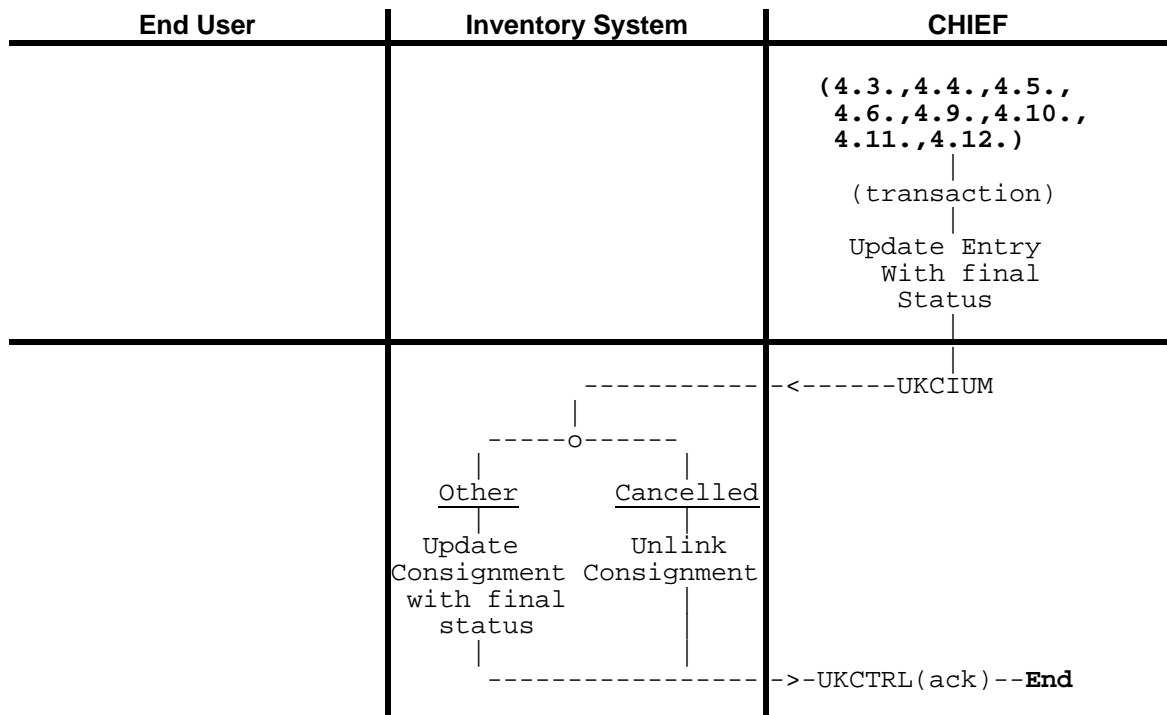 End User Inventory System CHIEF
(4.3.,4.4.,4.5.,
4.6.,4.9.,4.10.,
4.11.,4.12.)
(transaction)
Update Entry
With final
Status
-----------
-<------UKCIUM
-----o------
Other Cancelled
Update Unlink
Consignment Consignment
with final
status
-----------------
->-UKCTRL(ack)--End